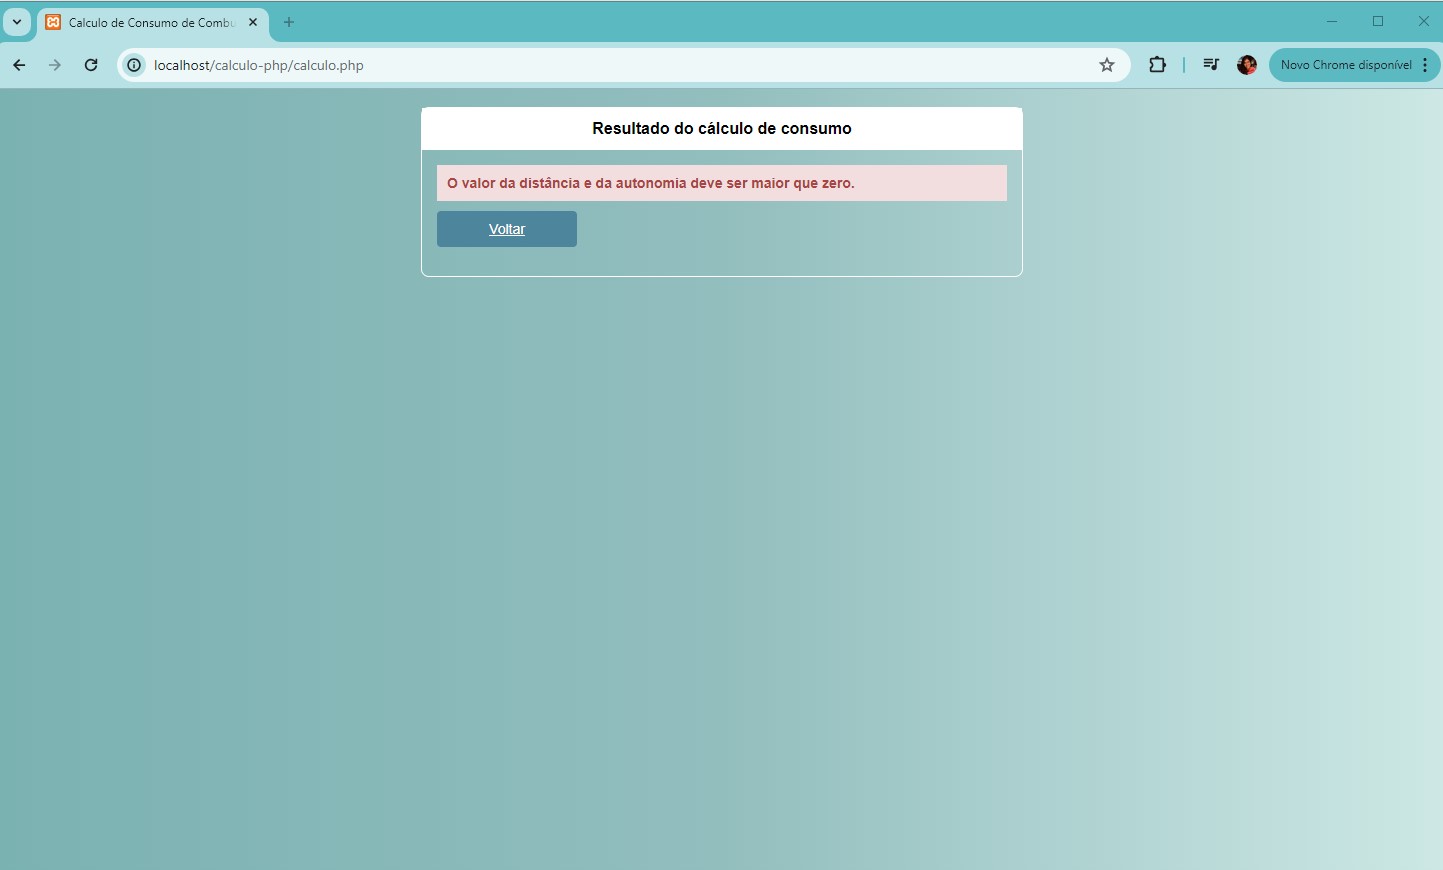 Calculo de Consumo de Combu
localhost/calculo-php/calculo.php
Novo Chrome disponível
Resultado do cálculo de consumo
O valor da distância e da autonomia deve ser maior que zero.
Voltar